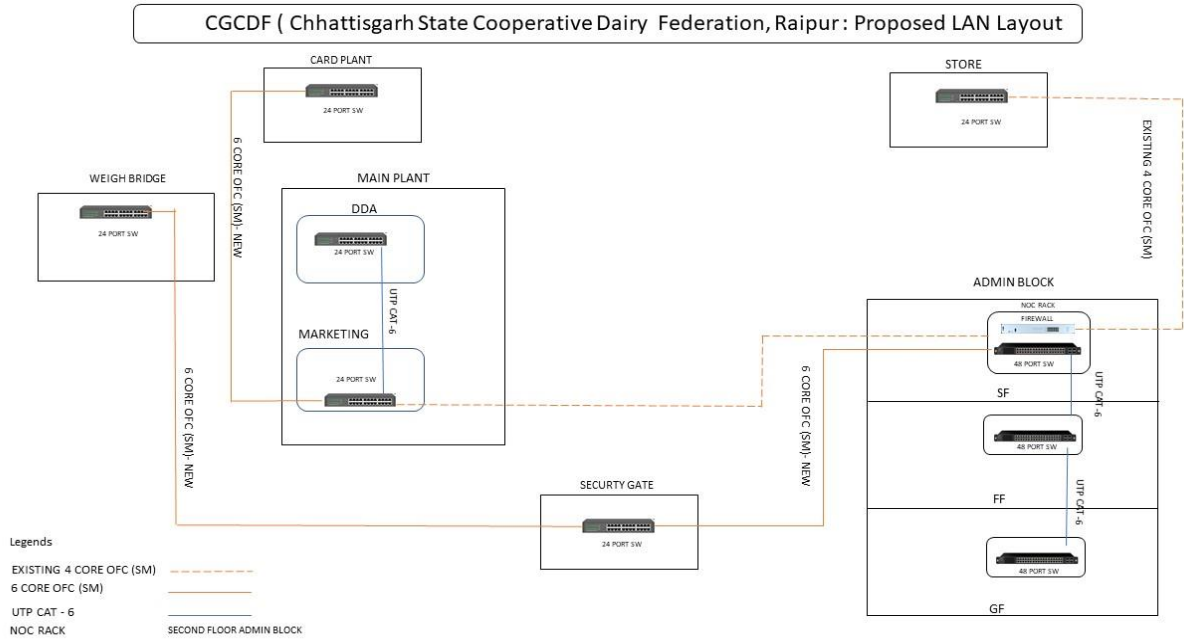 CGCDF ( Chhattisgarh State Cooperative Dairy Federation, Raipur : Proposed LAN Layout
CARD PLANT
24 PORT SW
STORE
24 PORT SW
6 CORE OFC (SM)- NEW
EXISTING 4 CORE OFC (SM)
WEIGH BRIDGE
24 PORT SW
MAIN PLANT
DDA
24 PORT SW
UTP CAT-6
MARKETING
24 PORT SW
ADMIN BLOCK
NOC RACK
FIREWALL
48 PORT SW
SF
UTP CAT -6
48 PORT SW
FF
UTP CAT -6
48 PORT SW
GF
6 CORE OFC (SM)- NEW
6 CORE OFC (SM)- NEW
SECURTY GATE
24 PORT SW
Legends
EXISTING 4 CORE OFC (SM)
6 CORE OFC (SM)
UTP CAT - 6
NOC RACK SECOND FLOOR ADMIN BLOCK